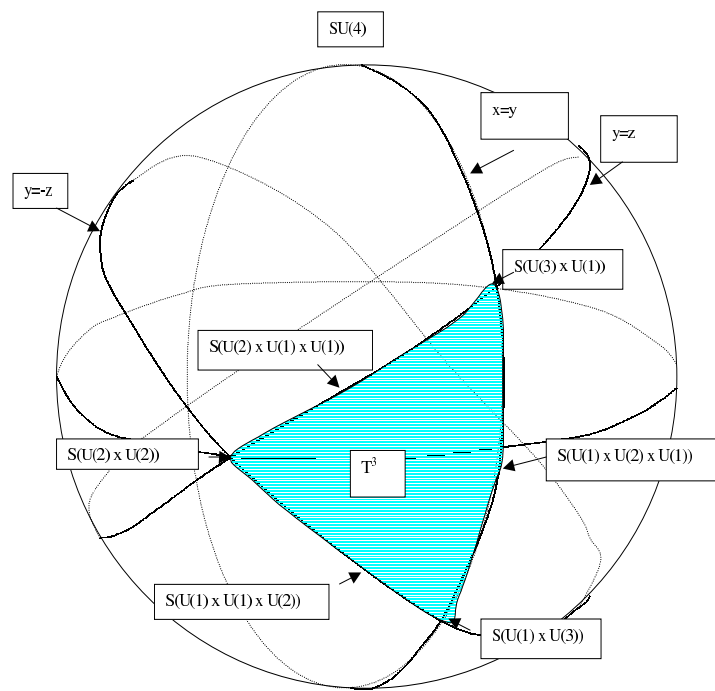 SU(4)
x=y
y=z
y=-z
S(U(3) x U(1))
S(U(2) x U(1) x U(1))
S(U(2) x U(2))
T³
S(U(1) x U(2) x U(1))
S(U(1) x U(1) x U(2))
S(U(1) x U(3))